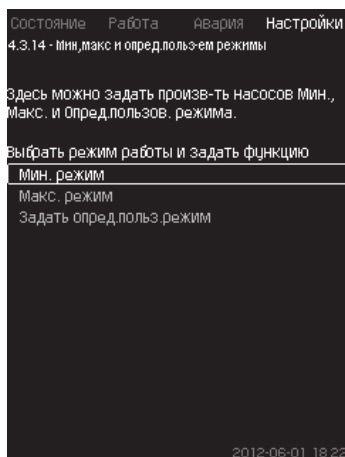 Состояние Работа Авария Настройки
4.3.14 - Мин,макс и опред.польз-ем режимы
Здесь можно задать произв-ть насосов Мин.,
Макс. и Опред.пользов. режима.
Выбрать режим работы и задать функцию
Мин. режим
Макс. режим
Задать опред.польз.режим
2012-06-01 18:22